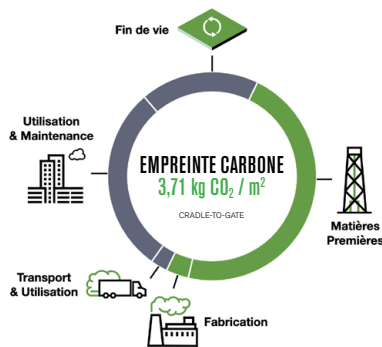 Fin de vie
Utilisation
& Maintenance
EMPREINTE CARBONE
3,71 kg CO₂ / m²
CRADLE-TO-GATE
Matières
Premières
Transport
& Utilisation
Fabrication